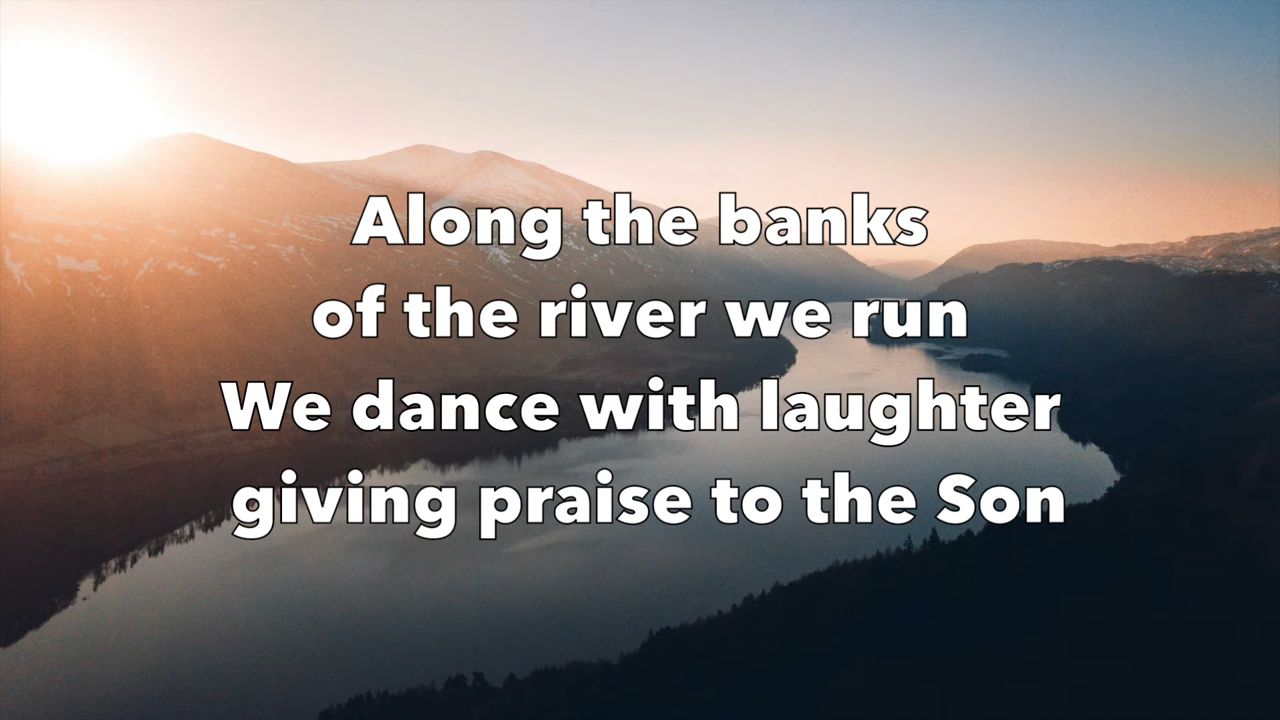 Along the banks
of the river we run
We dance with laughter
giving praise to the Son